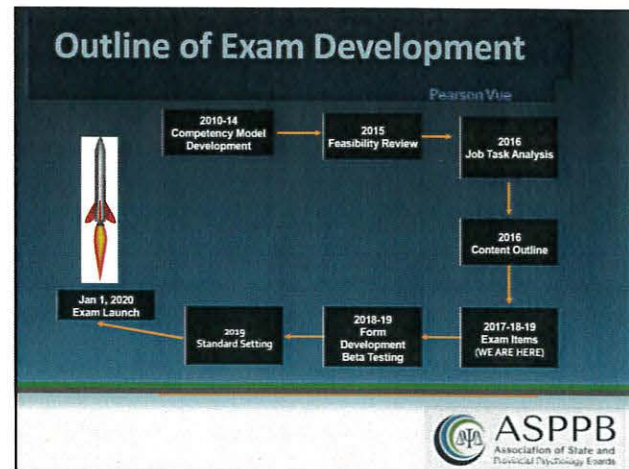 Outline of Exam Development
Pearson Vue
2010-14
Competency Model
Development
2015
Feasibility Review
2016
Job Task Analysis
2016
Content Outline
2017-18-19
Exam Items
(WE ARE HERE)
2018-19
Form
Development
Beta Testing
2019
Standard Setting
Jan 1, 2020
Exam Launch
ASPPB
Association of State and
Provincial Psychology Boards